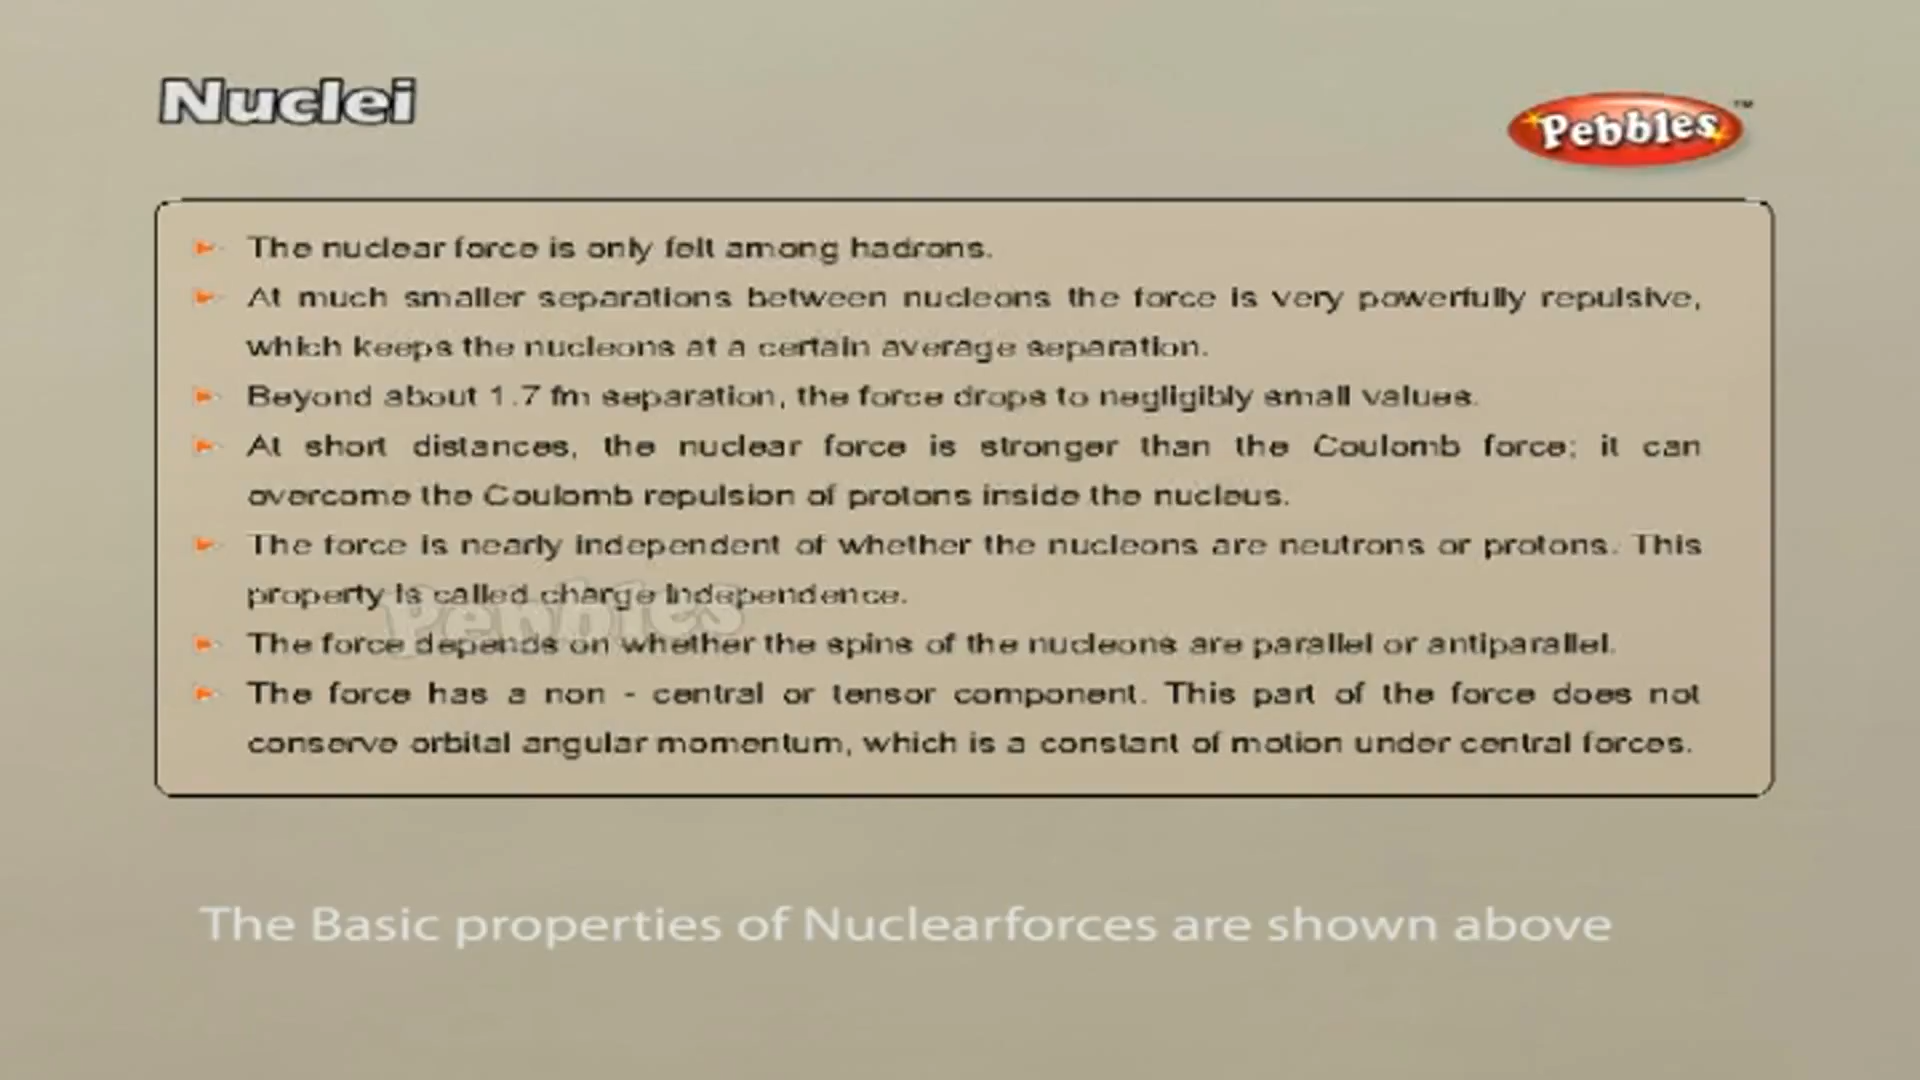 Nuclei
Pebbles™
The nuclear force is only felt among hadrons.
At much smaller separations between nucleons the force is very powerfully repulsive,
which keeps the nucleons at a certain average separation.
Beyond about 1.7 fm separation, the force drops to negligibly small values.
At short distances, the nuclear force is stronger than the Coulomb force; it can
overcome the Coulomb repulsion of protons inside the nucleus.
The force is nearly independent of whether the nucleons are neutrons or protons. This
property is called charge independence.
Pebbles
The force depends on whether the spins of the nucleons are parallel or antiparallel.
The force has a non - central or tensor component. This part of the force does not
conserve orbital angular momentum, which is a constant of motion under central forces.
The Basic properties of Nuclearforces are shown above